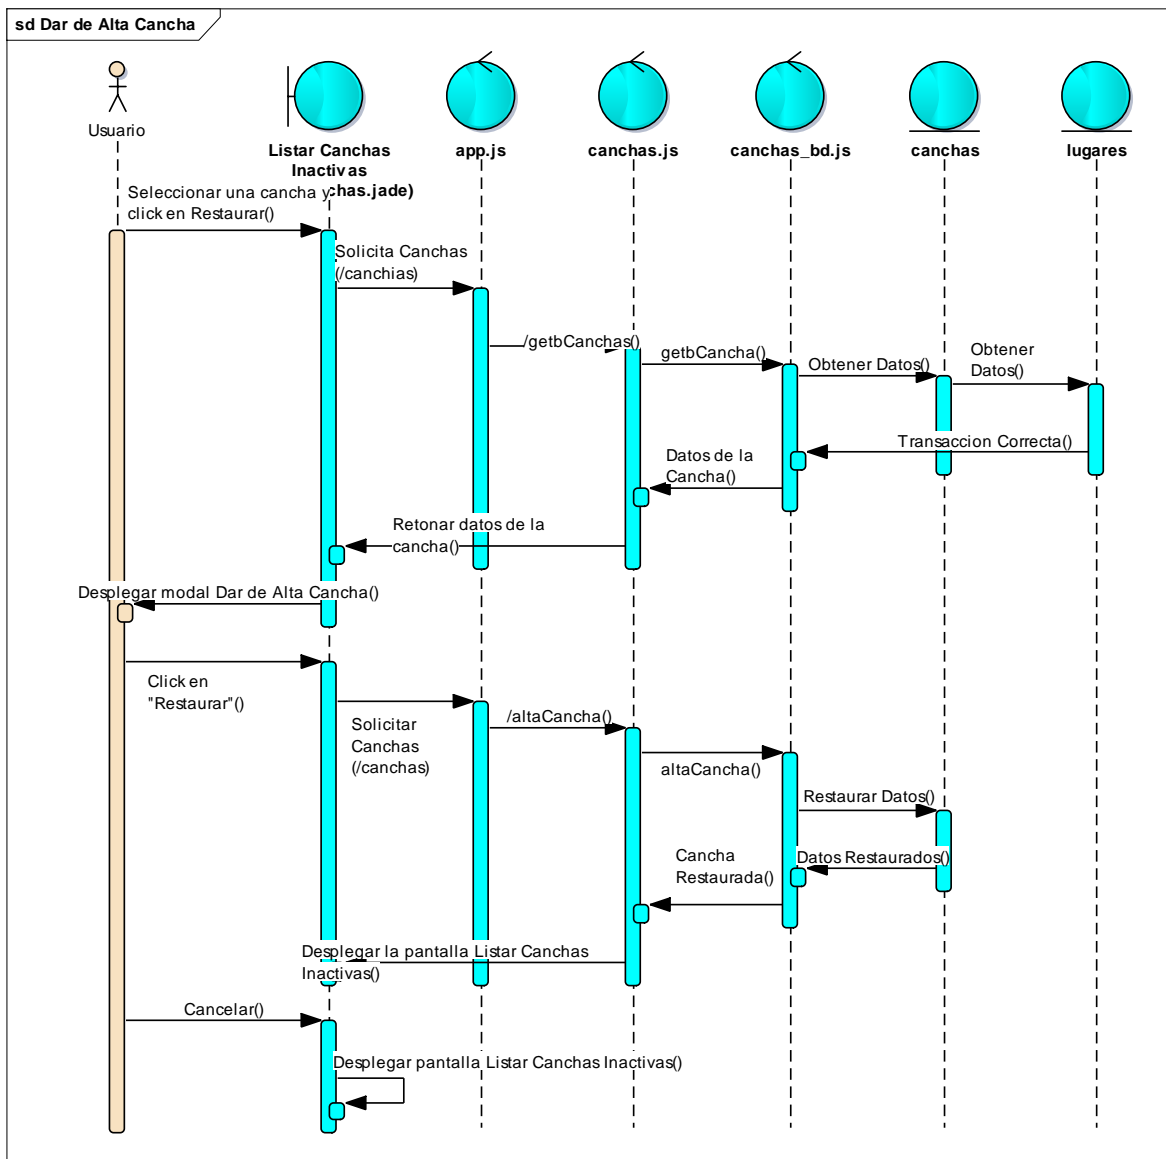 sd Dar de Alta Cancha
Usuario
Listar Canchas
Inactivas
chas.jade)
app.js
canchas.js
canchas_bd.js
canchas
lugares
Seleccionar una cancha y
click en Restaurar()
Solicita Canchas
(/canchias)
/getbCanchas()
getbCancha()
Obtener Datos()
Obtener
Datos()
Transaccion Correcta()
Datos de la
Cancha()
Retonar datos de la
cancha()
Desplegar modal Dar de Alta Cancha()
Click en
"Restaurar"()
Solicitar
Canchas
(/canchas)
/altaCancha()
altaCancha()
Restaurar Datos()
Datos Restaurados()
Cancha
Restaurada()
Desplegar la pantalla Listar Canchas
Inactivas()
Cancelar()
Desplegar pantalla Listar Canchas Inactivas()